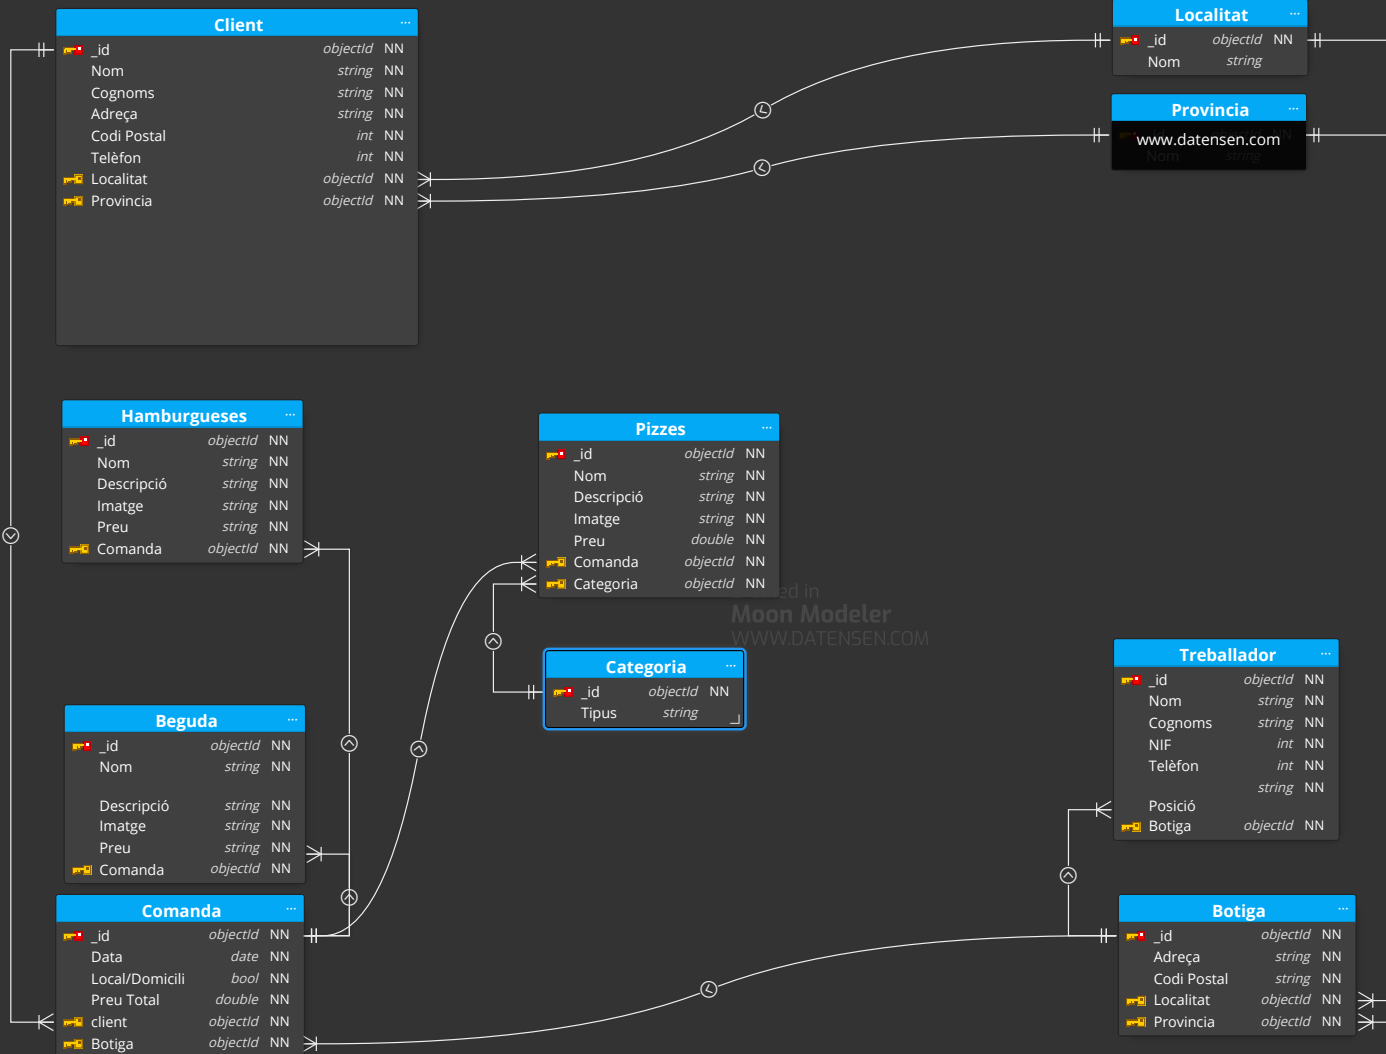 Client ...
_id objectId NN
Nom string NN
Cognoms string NN
Adreça string NN
Codi Postal int NN
Telèfon int NN
Localitat objectId NN
Provincia objectId NN
Localitat ...
_id objectId NN
Nom string
Provincia ...
_id objectId NN
www.datensen.com
Nom string
Hamburgueses ...
_id objectId NN
Nom string NN
Descripció string NN
Imatge string NN
Preu string NN
Comanda objectId NN
Pizzes ...
_id objectId NN
Nom string NN
Descripció string NN
Imatge string NN
Preu double NN
Comanda objectId NN
Categoria objectId NN
ed in
Moon Modeler
WWW.DATENSEN.COM
Categoria ...
_id objectId NN
Tipus string
Treballador ...
_id objectId NN
Nom string NN
Cognoms string NN
NIF int NN
Telèfon int NN
string NN
Posició
Botiga objectId NN
Beguda ...
_id objectId NN
Nom string NN
Descripció string NN
Imatge string NN
Preu string NN
Comanda objectId NN
Comanda ...
_id objectId NN
Data date NN
Local/Domicili bool NN
Preu Total double NN
client objectId NN
Botiga objectId NN
Botiga ...
_id objectId NN
Adreça string NN
Codi Postal string NN
Localitat objectId NN
Provincia objectId NN